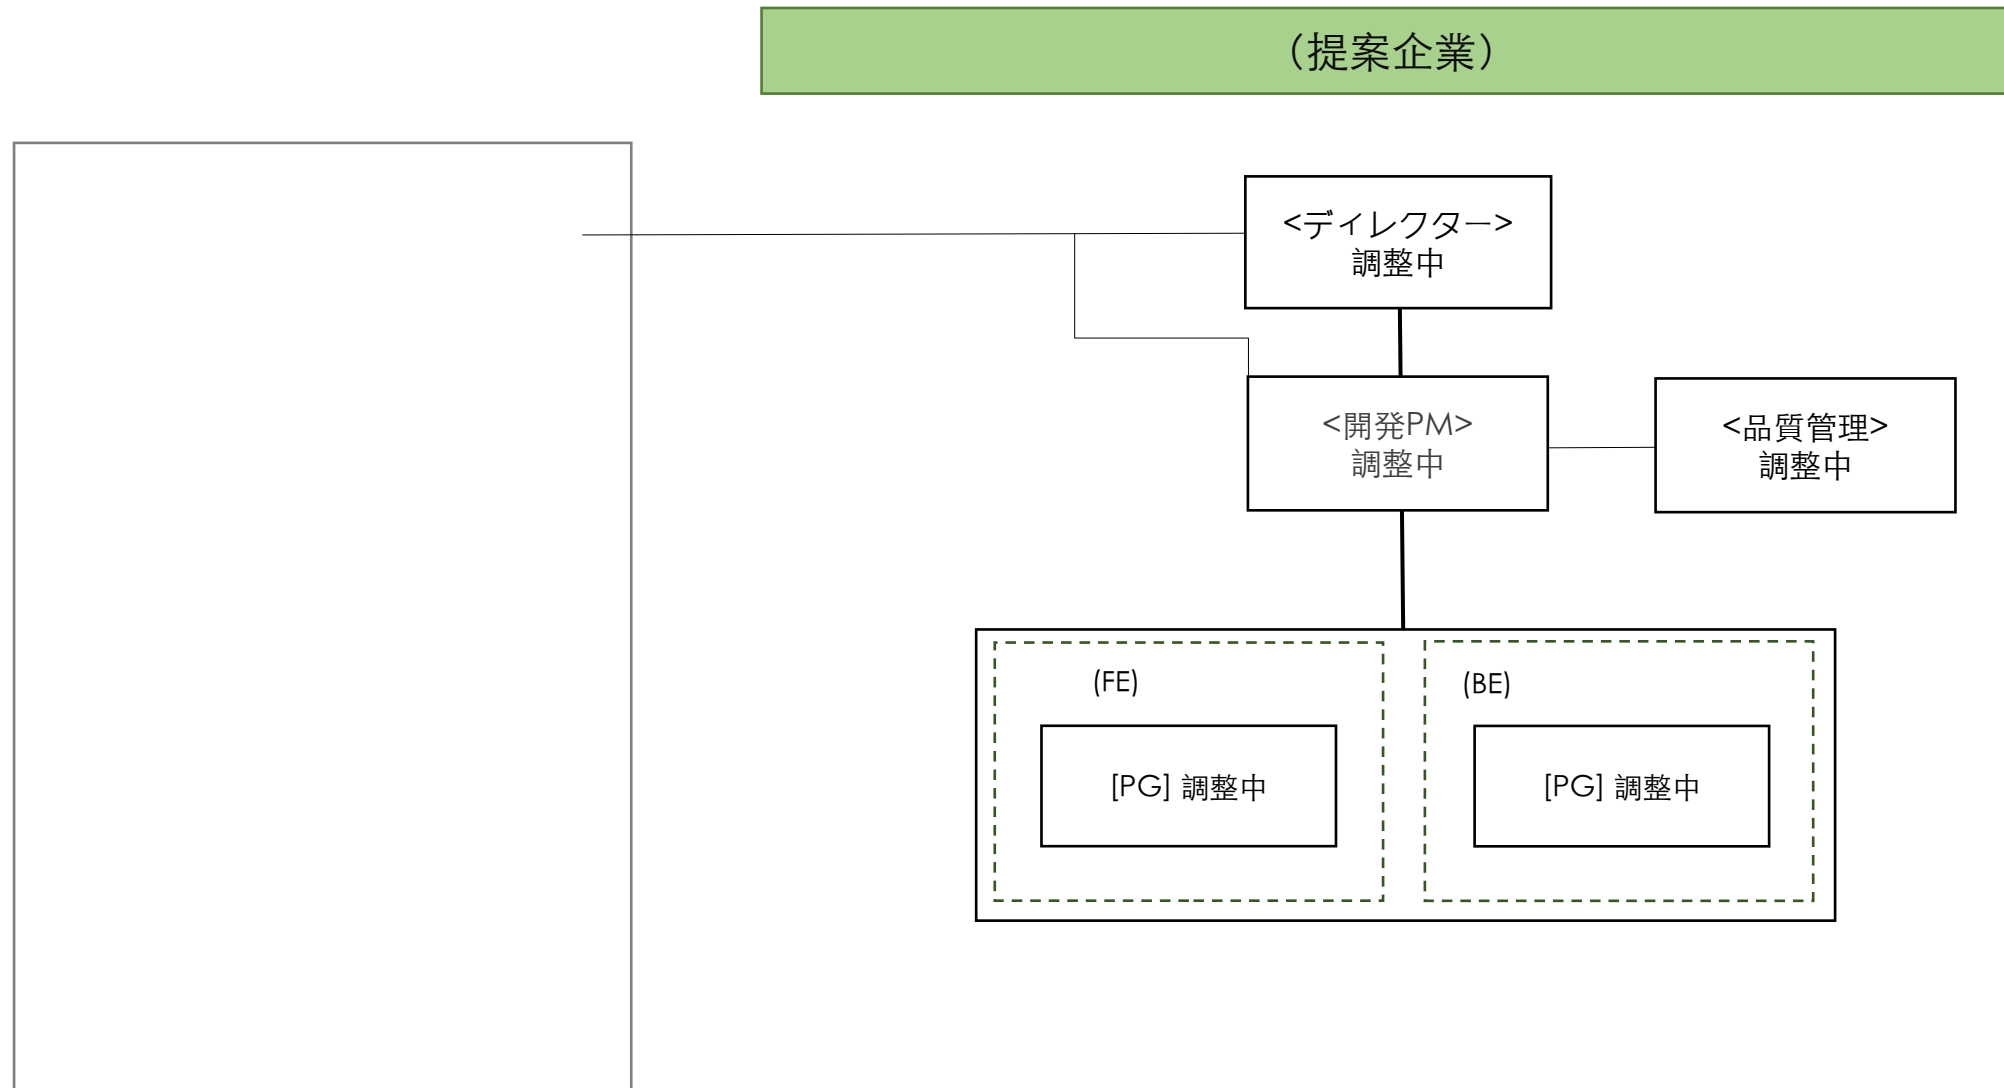 （提案企業）
<ディレクター>
調整中
<開発PM>
調整中
<品質管理>
調整中
(FE)
(BE)
[PG] 調整中
[PG] 調整中